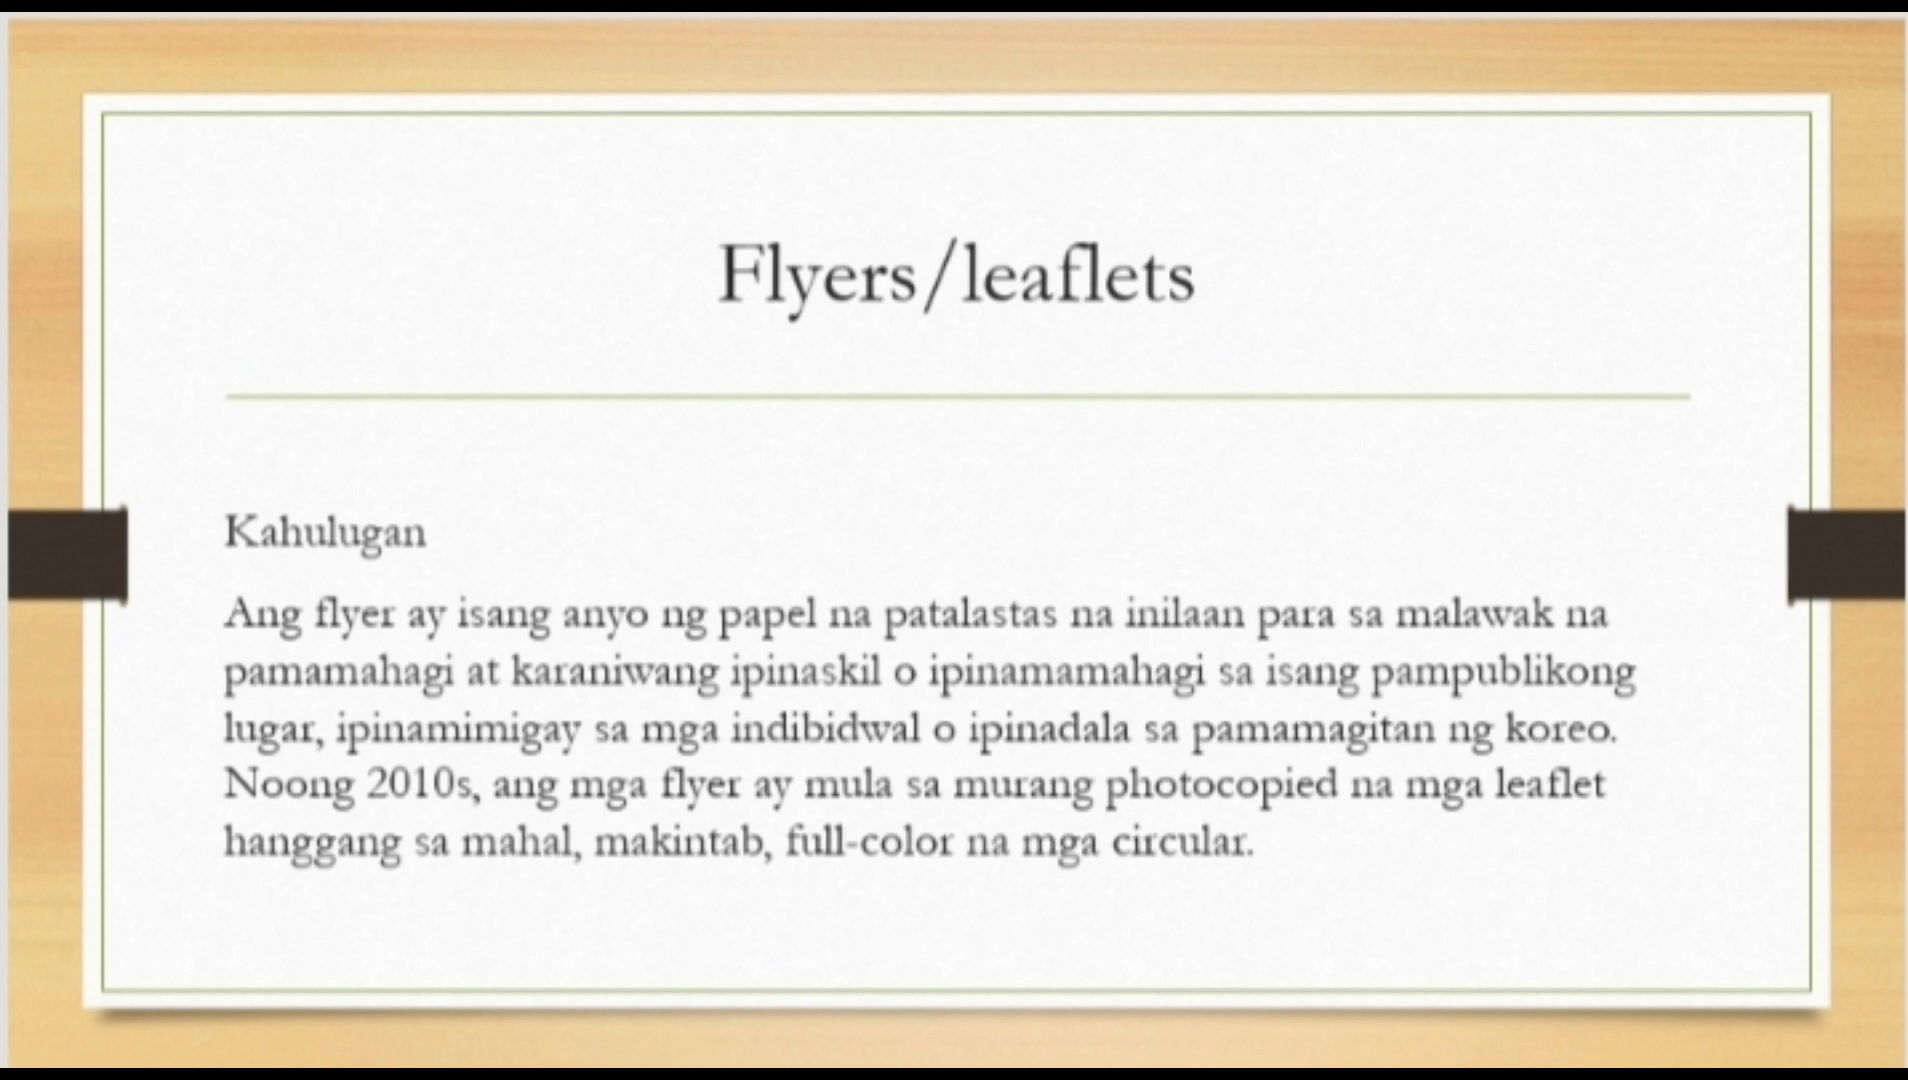 Flyers/leaflets
Kahulugan
Ang flyer ay isang anyo ng papel na patalastas na inilaan para sa malawak na
pamamahagi at karaniwang ipinaskil o ipinamamahagi sa isang pampublikong
lugar, ipinamimigay sa mga indibidwal o ipinadala sa pamamagitan ng koreo.
Noong 2010s, ang mga flyer ay mula sa murang photocopied na mga leaflet
hanggang sa mahal, makintab, full-color na mga circular.